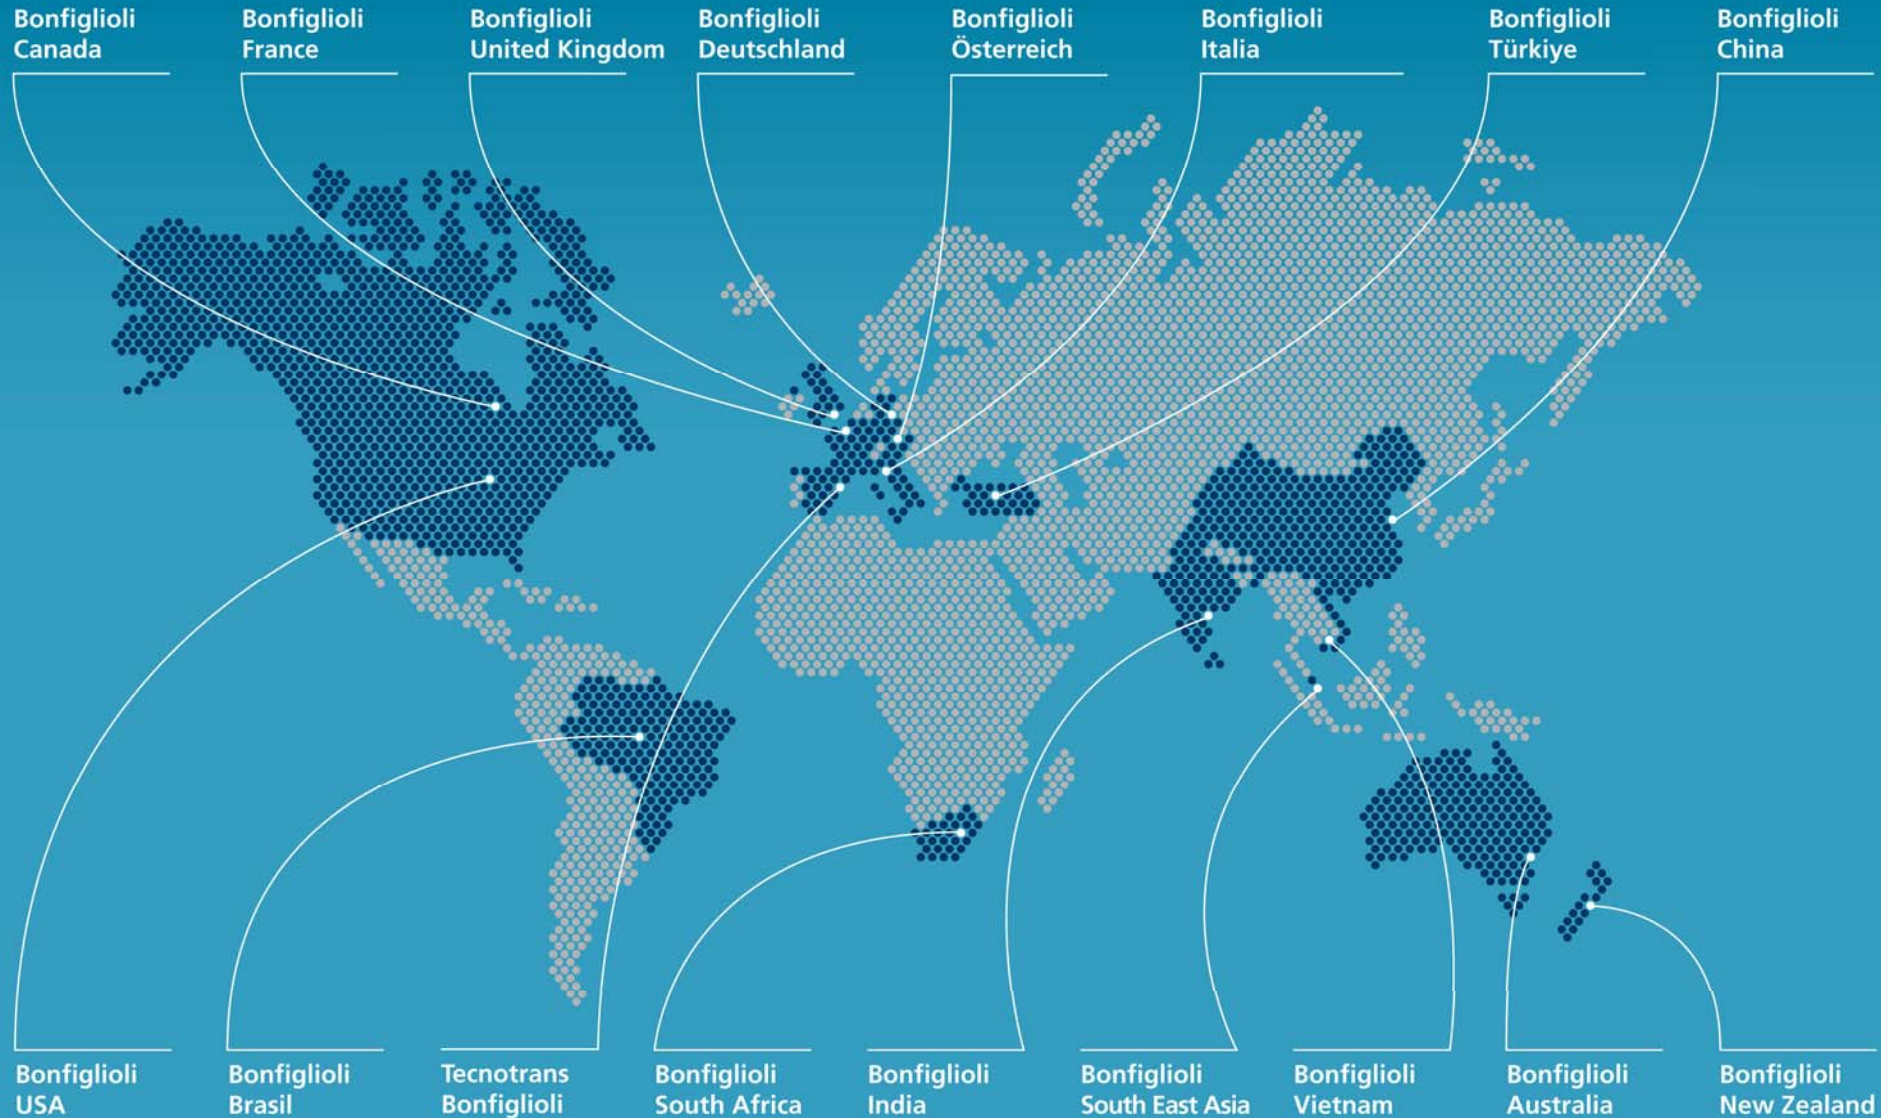 Bonfiglioli
Canada
Bonfiglioli
France
Bonfiglioli
United Kingdom
Bonfiglioli
Deutschland
Bonfiglioli
Österreich
Bonfiglioli
Italia
Bonfiglioli
Türkiye
Bonfiglioli
China
Bonfiglioli
USA
Bonfiglioli
Brasil
Tecnotrans
Bonfiglioli
Bonfiglioli
South Africa
Bonfiglioli
India
Bonfiglioli
South East Asia
Bonfiglioli
Vietnam
Bonfiglioli
Australia
Bonfiglioli
New Zealand